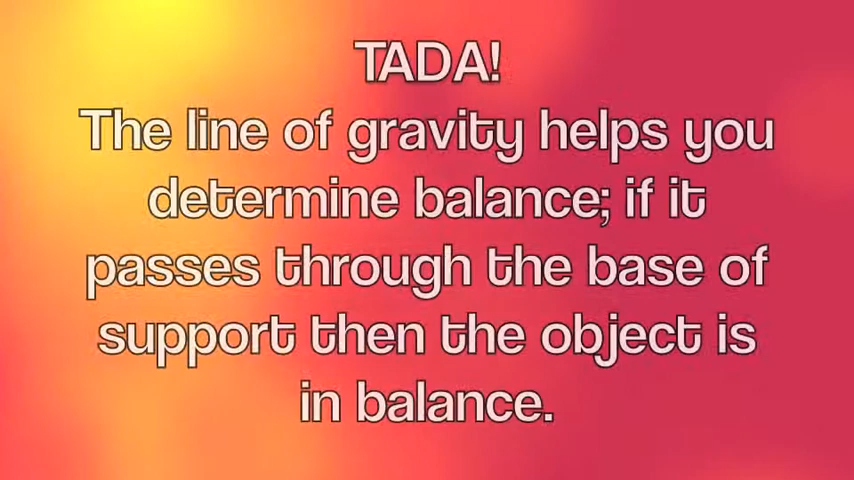 TADA!
The line of gravity helps you
determine balance; if it
passes through the base of
support then the object is
in balance.